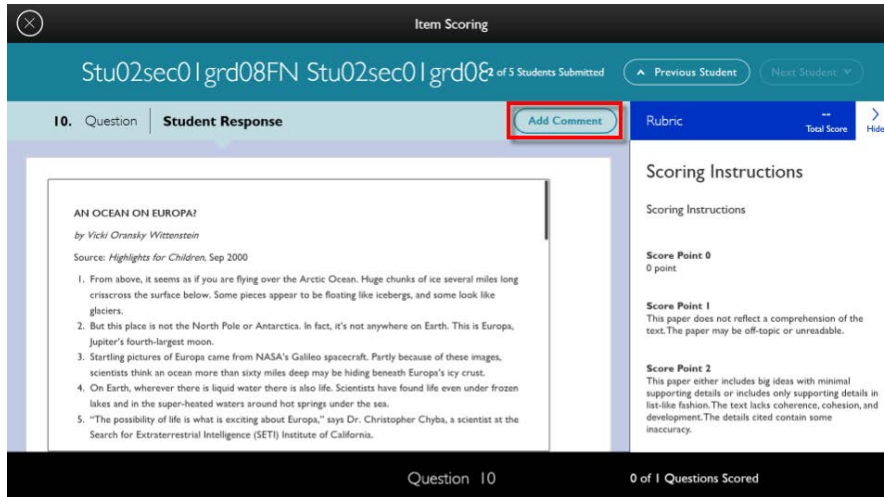 Item Scoring
Stu02sec01grd08FN Stu02sec01grd08
2 of 5 Students Submitted
Previous Student
Next Student
10. Question
Student Response
Add Comment
Rubric
--
Total Score
Hide
AN OCEAN ON EUROPA?
by Vicki Oransky Wittenstein
Source: Highlights for Children, Sep 2000
1. From above, it seems as if you are flying over the Arctic Ocean. Huge chunks of ice several miles long
crisscross the surface below. Some pieces appear to be floating like icebergs, and some look like
glaciers.
2. But this place is not the North Pole or Antarctica. In fact, it's not anywhere on Earth. This is Europa,
Jupiter's fourth-largest moon.
3. Startling pictures of Europa came from NASA's Galileo spacecraft. Partly because of these images,
scientists think an ocean more than sixty miles deep may be hiding beneath Europa's icy crust.
4. On Earth, wherever there is liquid water there is also life. Scientists have found life even under frozen
lakes and in the super-heated waters around hot springs under the sea.
5. "The possibility of life is what is exciting about Europa," says Dr. Christopher Chyba, a scientist at the
Search for Extraterrestrial Intelligence (SETI) Institute of California.
Scoring Instructions
Scoring Instructions
Score Point 0
0 point
Score Point 1
This paper does not reflect a comprehension of the
text. The paper may be off-topic or unreadable.
Score Point 2
This paper either includes big ideas with minimal
supporting details or includes only supporting details in
list-like fashion. The text lacks coherence, cohesion, and
development. The details cited contain some
inaccuracy.
Question 10
0 of 1 Questions Scored